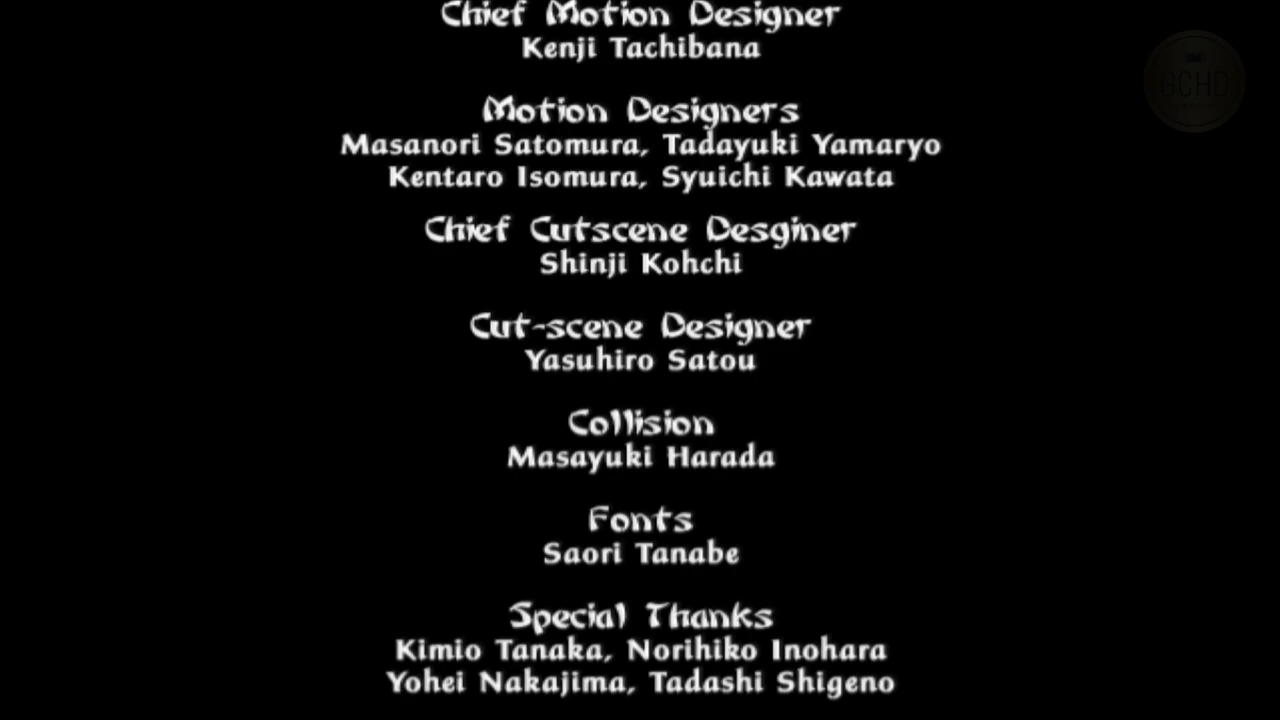 Chief Motion Designer
Kenji Tachibana
Motion Designers
Masanori Satomura, Tadayuki Yamaryo
Kentaro Isomura, Syuichi Kawata
Chief Cutscene Desginer
Shinji Kohchi
Cut-scene Designer
Yasuhiro Satou
Collision
Masayuki Harada
Fonts
Saori Tanabe
Special Thanks
Kimio Tanaka, Norihiko Inohara
Yohei Nakajima, Tadashi Shigeno
GCHD